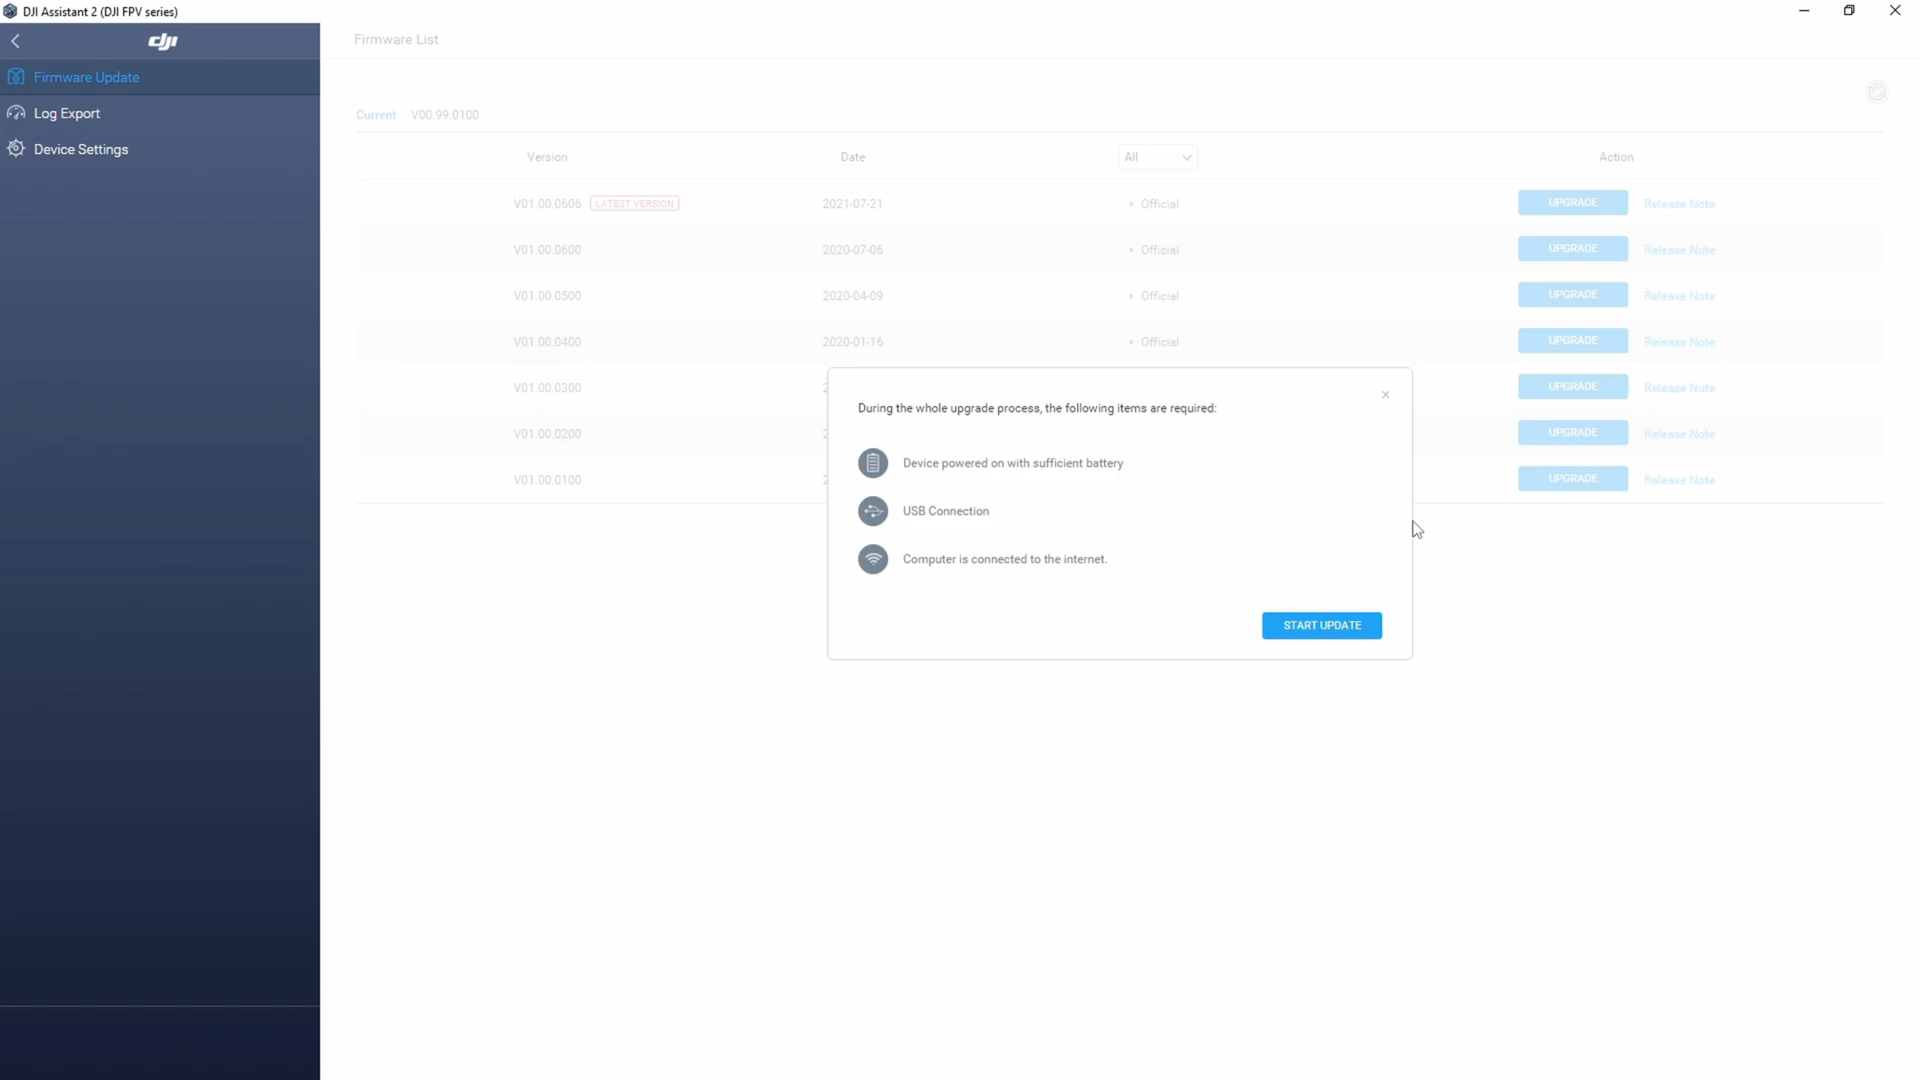 DJI Assistant 2 (DJI FPV series)
dji
Firmware List
Firmware Update
Log Export
Device Settings
Current V00.99.0100
Version Date All Action
V01.00.0606 LATEST VERSION 2021-07-21 Official UPGRADE Release Note
V01.00.0600 2020-07-06 Official UPGRADE Release Note
V01.00.0500 2020-04-09 Official UPGRADE Release Note
V01.00.0400 2020-01-16 Official UPGRADE Release Note
V01.00.0300 2 UPGRADE Release Note
V01.00.0200 2 UPGRADE Release Note
V01.00.0100 2 UPGRADE Release Note
During the whole upgrade process, the following items are required:
Device powered on with sufficient battery
USB Connection
Computer is connected to the internet.
START UPDATE